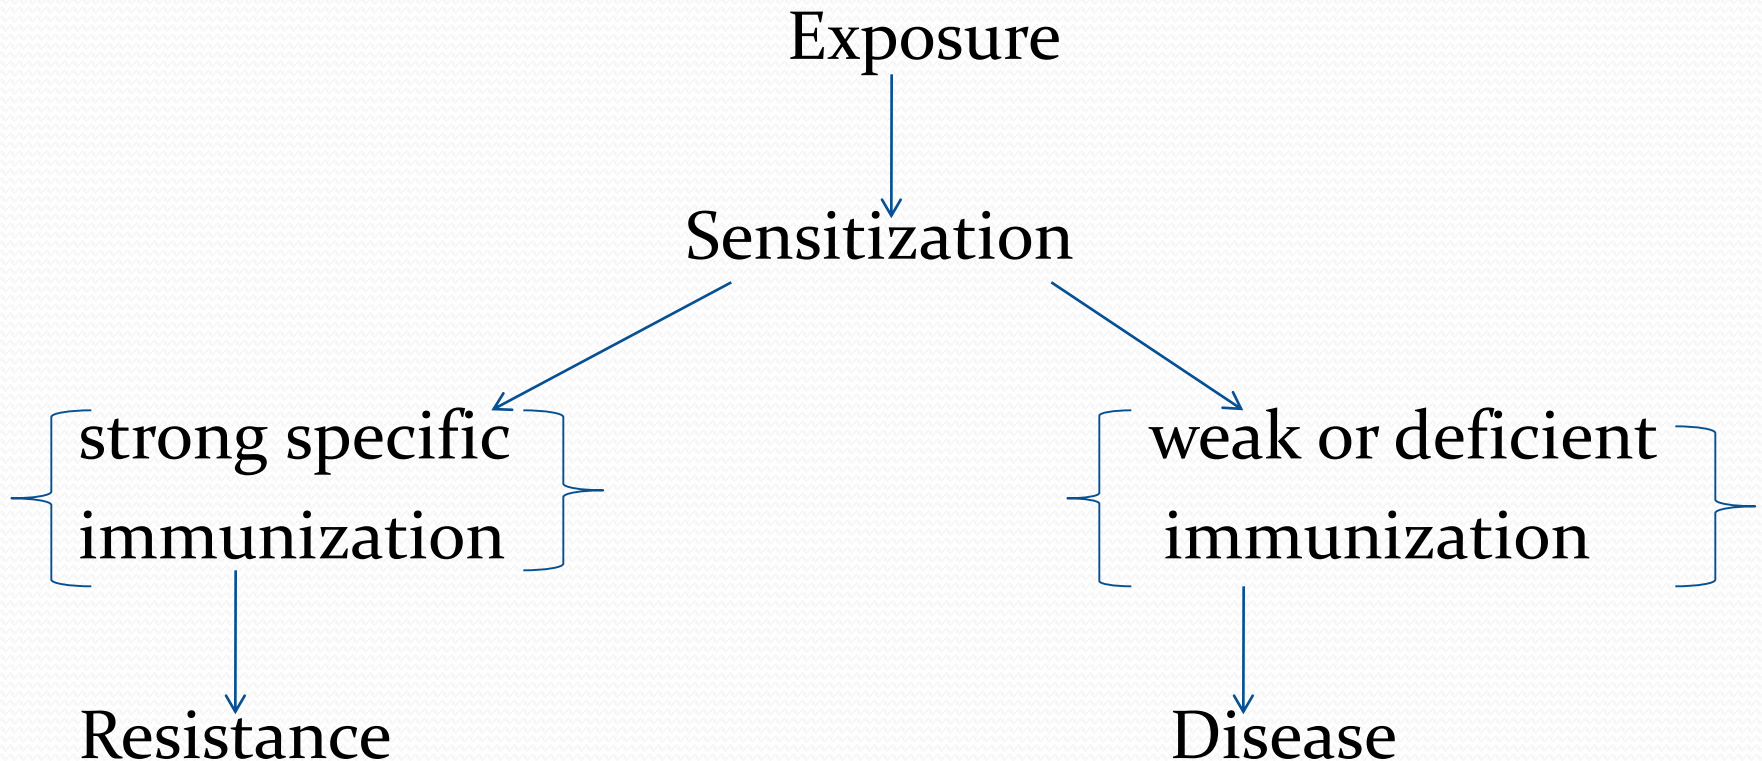 Exposure
Sensitization
strong specific
immunization
weak or deficient
immunization
Resistance
Disease